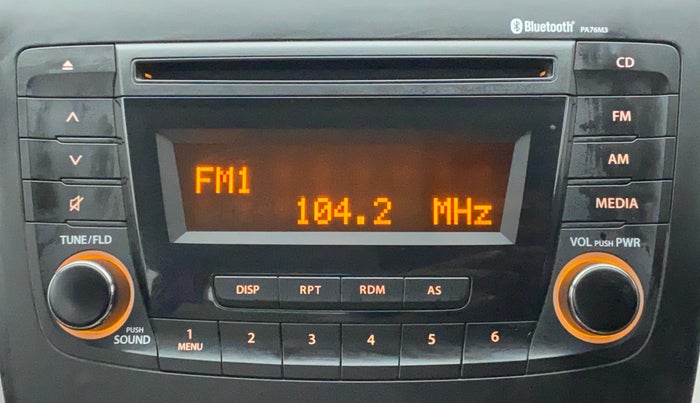 Bluetooth® PA76M3
CD
FM
AM
MEDIA
FM1
104.2 MHz
TUNE/FLD
VOL PUSH PWR
DISP RPT RDM AS
PUSH
SOUND
1 2 3 4 5 6
MENU